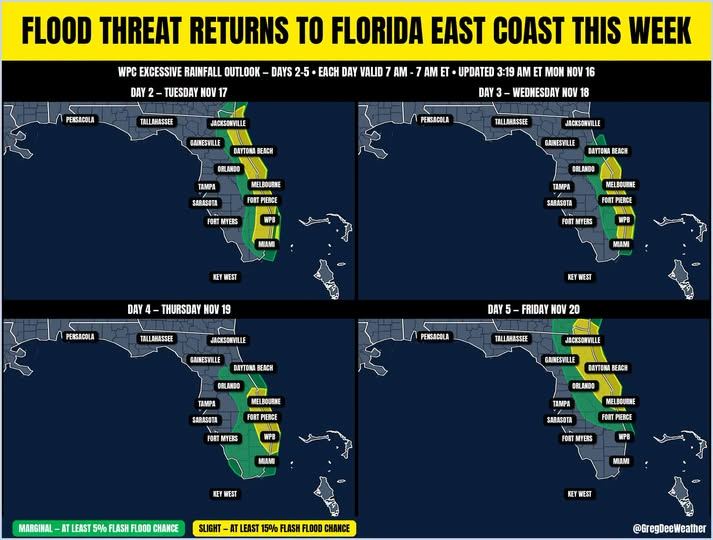 FLOOD THREAT RETURNS TO FLORIDA EAST COAST THIS WEEK
WPC EXCESSIVE RAINFALL OUTLOOK – DAYS 2-5 • EACH DAY VALID 7 AM - 7 AM ET • UPDATED 3:19 AM ET MON NOV 16
DAY 2 – TUESDAY NOV 17
PENSACOLA
TALLAHASSEE
JACKSONVILLE
GAINESVILLE
DAYTONA BEACH
ORLANDO
TAMPA
MELBOURNE
SARASOTA
FORT PIERCE
FORT MYERS
WPB
MIAMI
KEY WEST
DAY 3 – WEDNESDAY NOV 18
PENSACOLA
TALLAHASSEE
JACKSONVILLE
GAINESVILLE
DAYTONA BEACH
ORLANDO
TAMPA
MELBOURNE
SARASOTA
FORT PIERCE
FORT MYERS
WPB
MIAMI
KEY WEST
DAY 4 – THURSDAY NOV 19
PENSACOLA
TALLAHASSEE
JACKSONVILLE
GAINESVILLE
DAYTONA BEACH
ORLANDO
TAMPA
MELBOURNE
SARASOTA
FORT PIERCE
FORT MYERS
WPB
MIAMI
KEY WEST
DAY 5 – FRIDAY NOV 20
PENSACOLA
TALLAHASSEE
JACKSONVILLE
GAINESVILLE
DAYTONA BEACH
ORLANDO
TAMPA
MELBOURNE
SARASOTA
FORT PIERCE
FORT MYERS
WPB
MIAMI
KEY WEST
MARGINAL – AT LEAST 5% FLASH FLOOD CHANCE
SLIGHT – AT LEAST 15% FLASH FLOOD CHANCE
@GregDeeWeather